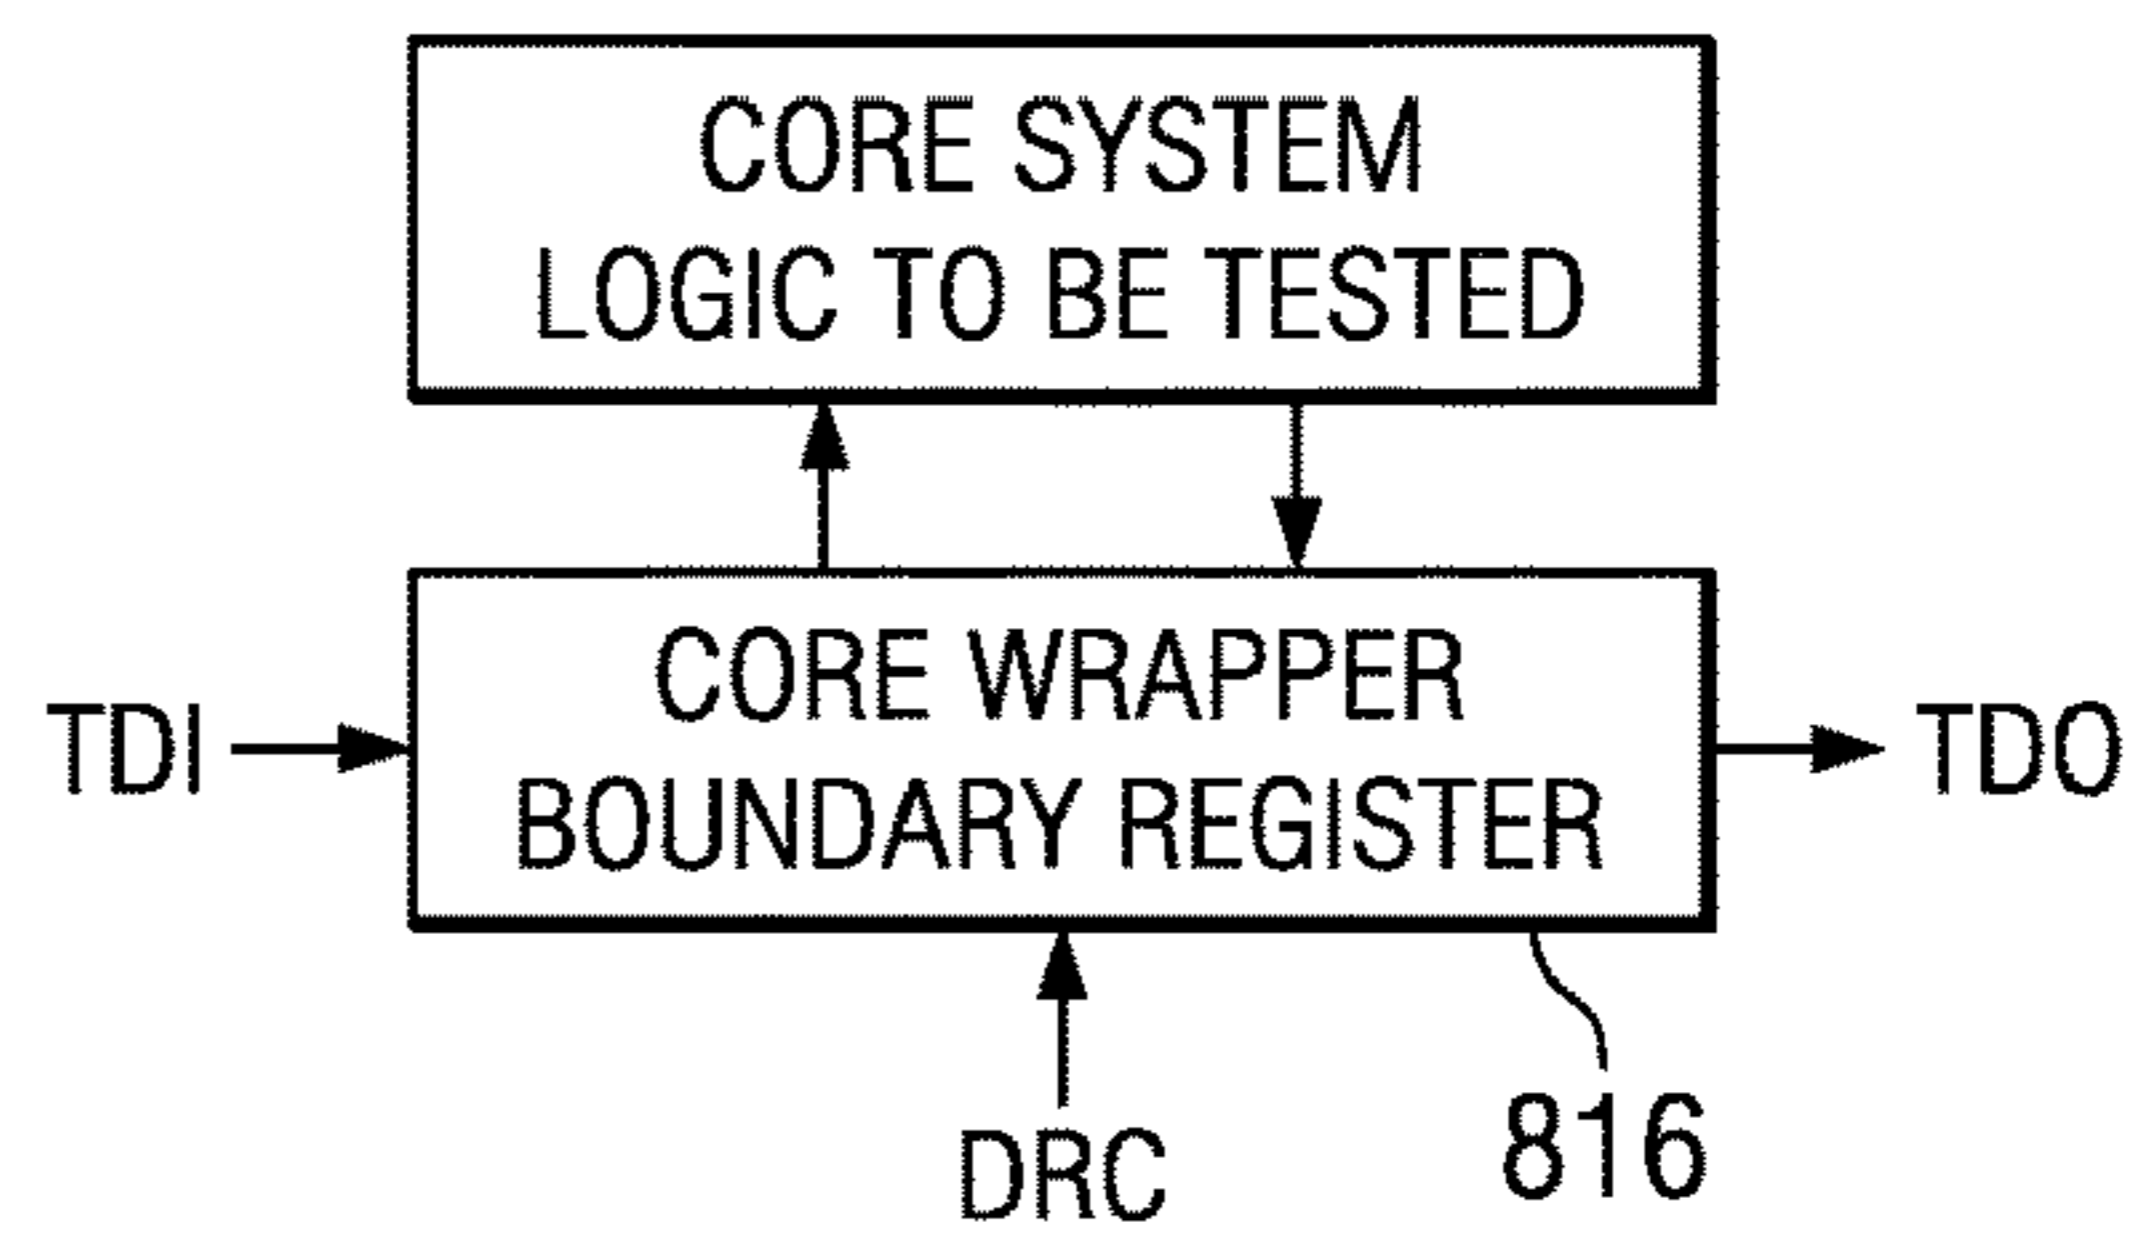 CORE SYSTEM
LOGIC TO BE TESTED
CORE WRAPPER
BOUNDARY REGISTER
TDI
TDO
DRC
816